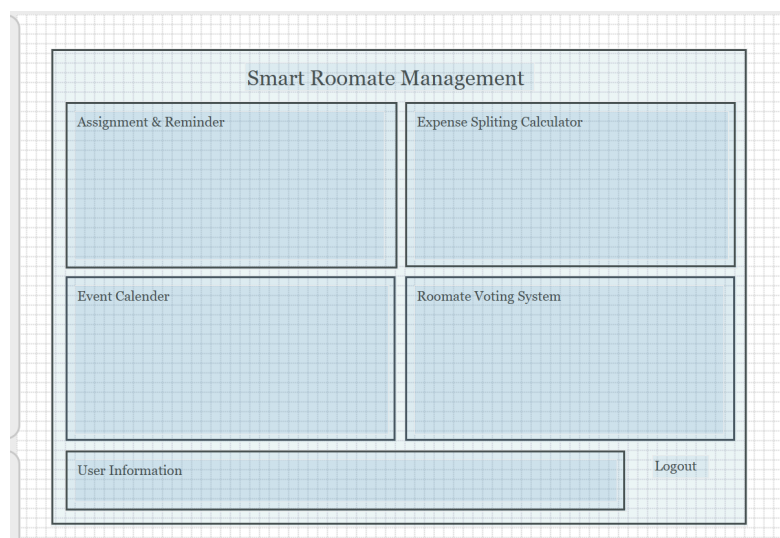 Smart Roomate Management
Assignment & Reminder
Expense Spliting Calculator
Event Calender
Roomate Voting System
User Information
Logout